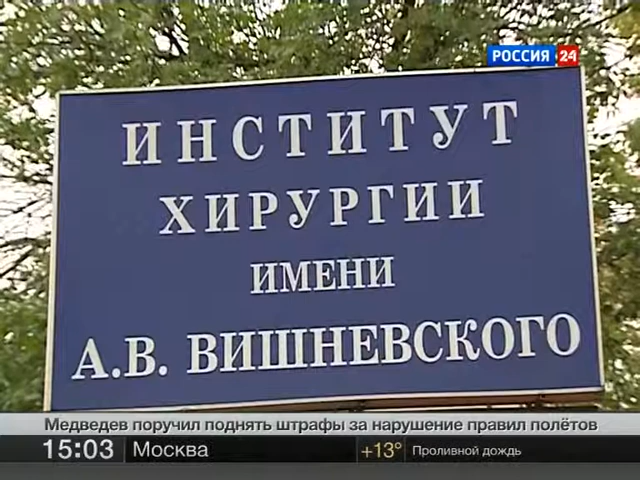 РОССИЯ 24
ИНСТИТУТ
ХИРУРГИИ
ИМЕНИ
А.В. ВИШНЕВСКОГО
Медведев поручил поднять штрафы за нарушение правил полётов
15:03 Москва +13° Проливной дождь